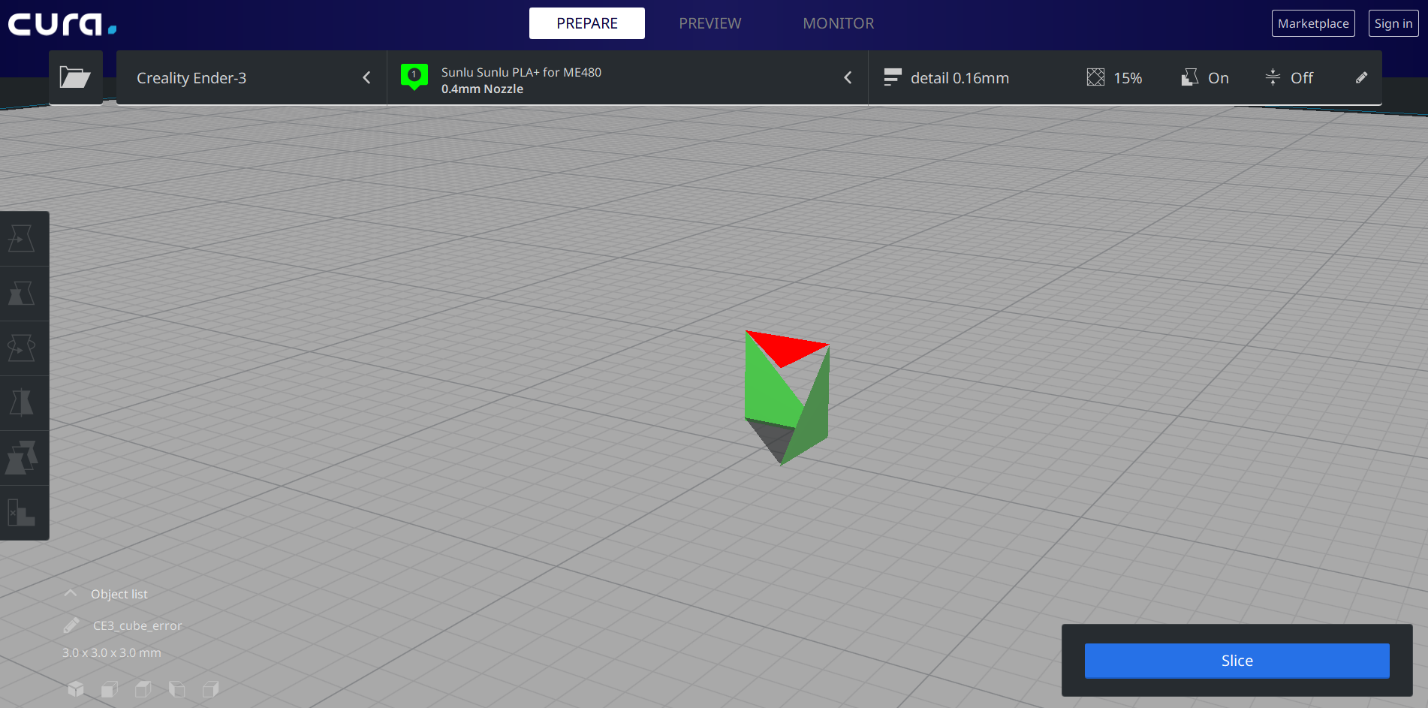 cura.
PREPARE
PREVIEW
MONITOR
Marketplace
Sign in
Creality Ender-3
1
Sunlu Sunlu PLA+ for ME480
0.4mm Nozzle
detail 0.16mm
15%
On
Off
Object list
CE3_cube_error
3.0 x 3.0 x 3.0 mm
Slice